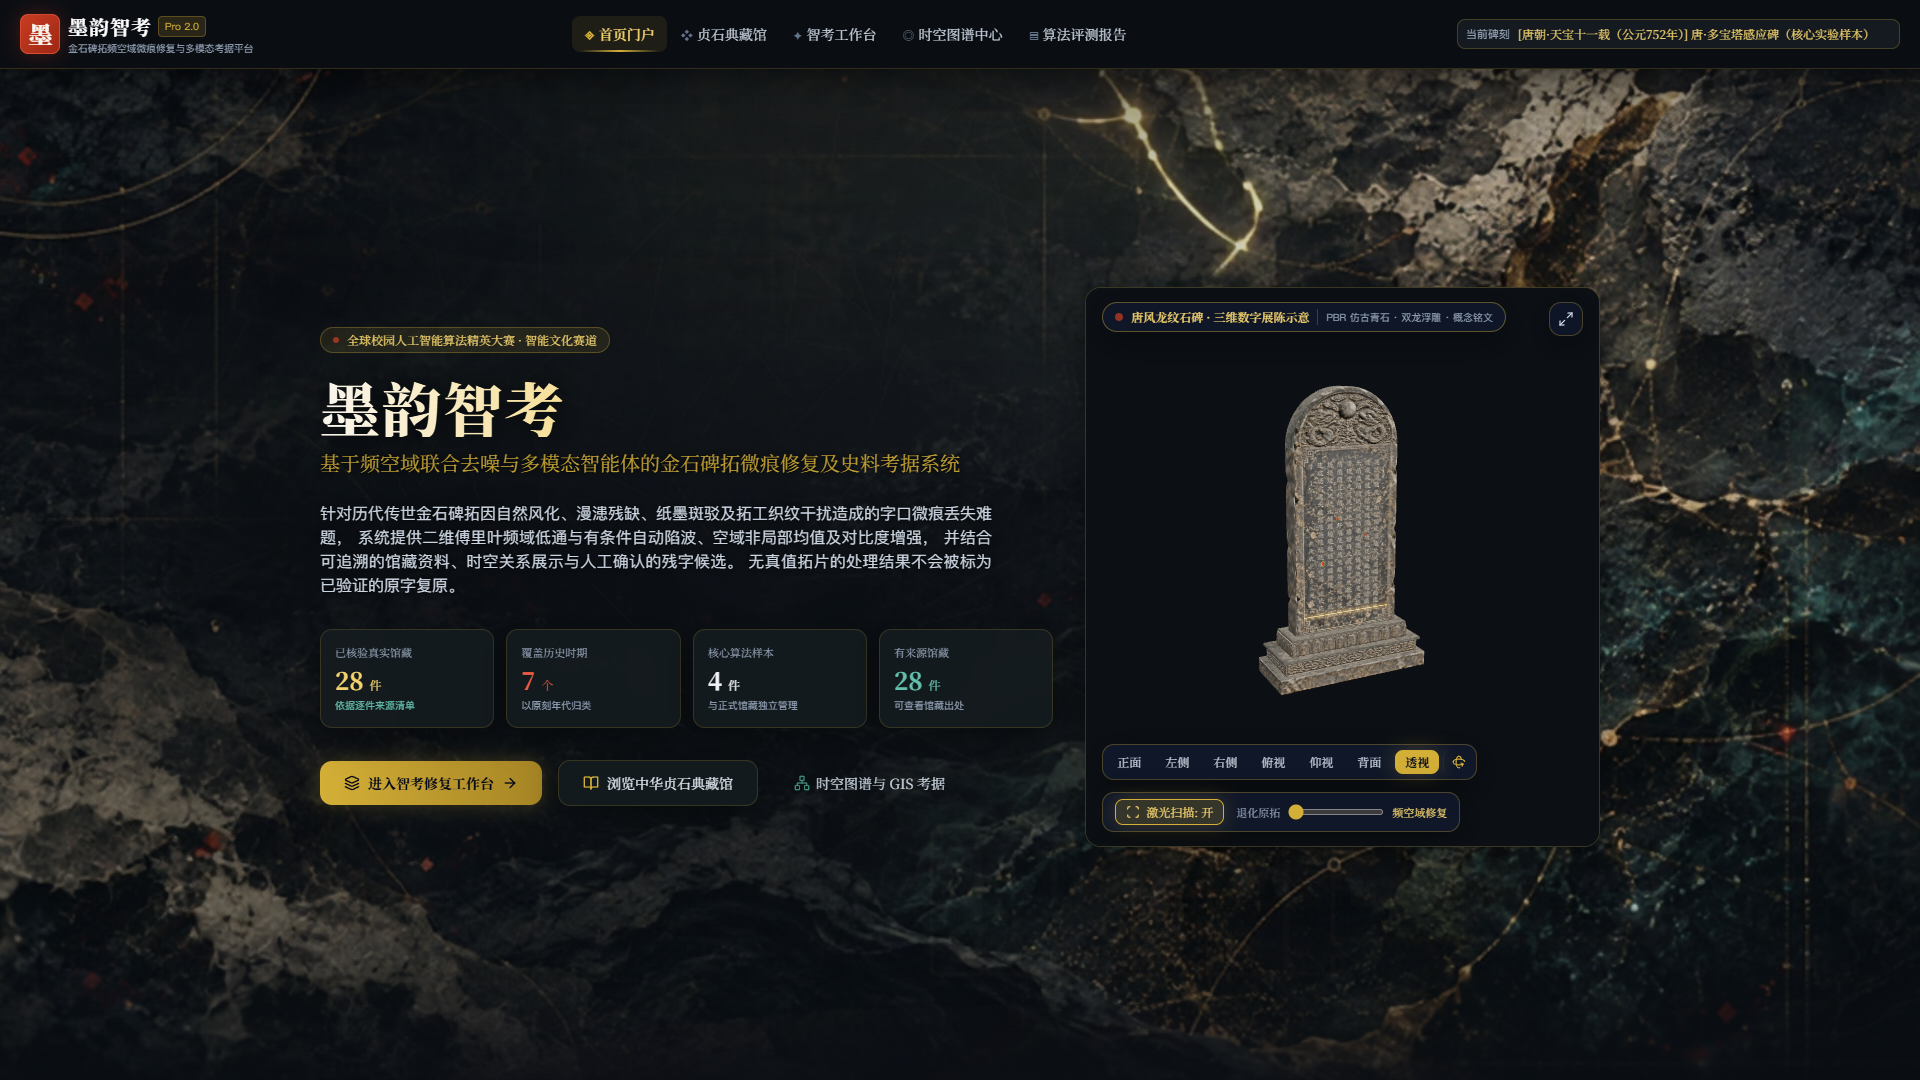 墨
墨韵智考
Pro 2.0
金石碑拓频空域微痕修复与多模态考据平台
首页门户
贞石典藏馆
智考工作台
时空图谱中心
算法评测报告
当前碑刻 [唐朝·天宝十一载（公元752年）] 唐·多宝塔感应碑（核心实验样本）
全球校园人工智能算法精英大赛 · 智能文化赛道
墨韵智考
基于频空域联合去噪与多模态智能体的金石碑拓微痕修复及史料考据系统
针对历代传世金石碑拓因自然风化、漫漶残缺、纸墨斑驳及拓工织纹干扰造成的字口微痕丢失难
题， 系统提供二维傅里叶频域低通与有条件自动陷波、空域非局部均值及对比度增强， 并结合
可追溯的馆藏资料、时空关系展示与人工确认的残字候选。 无真值拓片的处理结果不会被标为
已验证的原字复原。
已核验真实馆藏
28 件
依据逐件来源清单
覆盖历史时期
7 个
以原刻年代归类
核心算法样本
4 件
与正式馆藏独立管理
有来源馆藏
28 件
可查看馆藏出处
进入智考修复工作台
浏览中华贞石典藏馆
时空图谱与 GIS 考据
唐风龙纹石碑 · 三维数字展陈示意
PBR 仿古青石 · 双龙浮雕 · 概念铭文
正面
左侧
右侧
俯视
仰视
背面
透视
激光扫描: 开
退化原拓
频空域修复